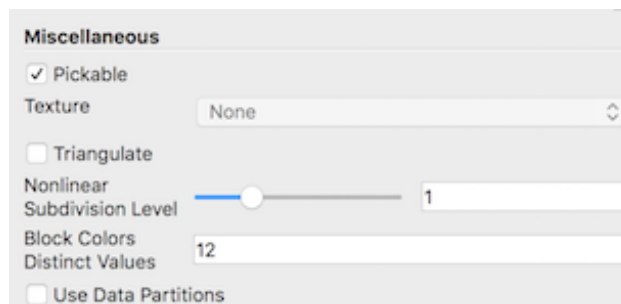 Miscellaneous
Pickable
Texture
None
Triangulate
Nonlinear
Subdivision Level
1
Block Colors
Distinct Values
12
Use Data Partitions